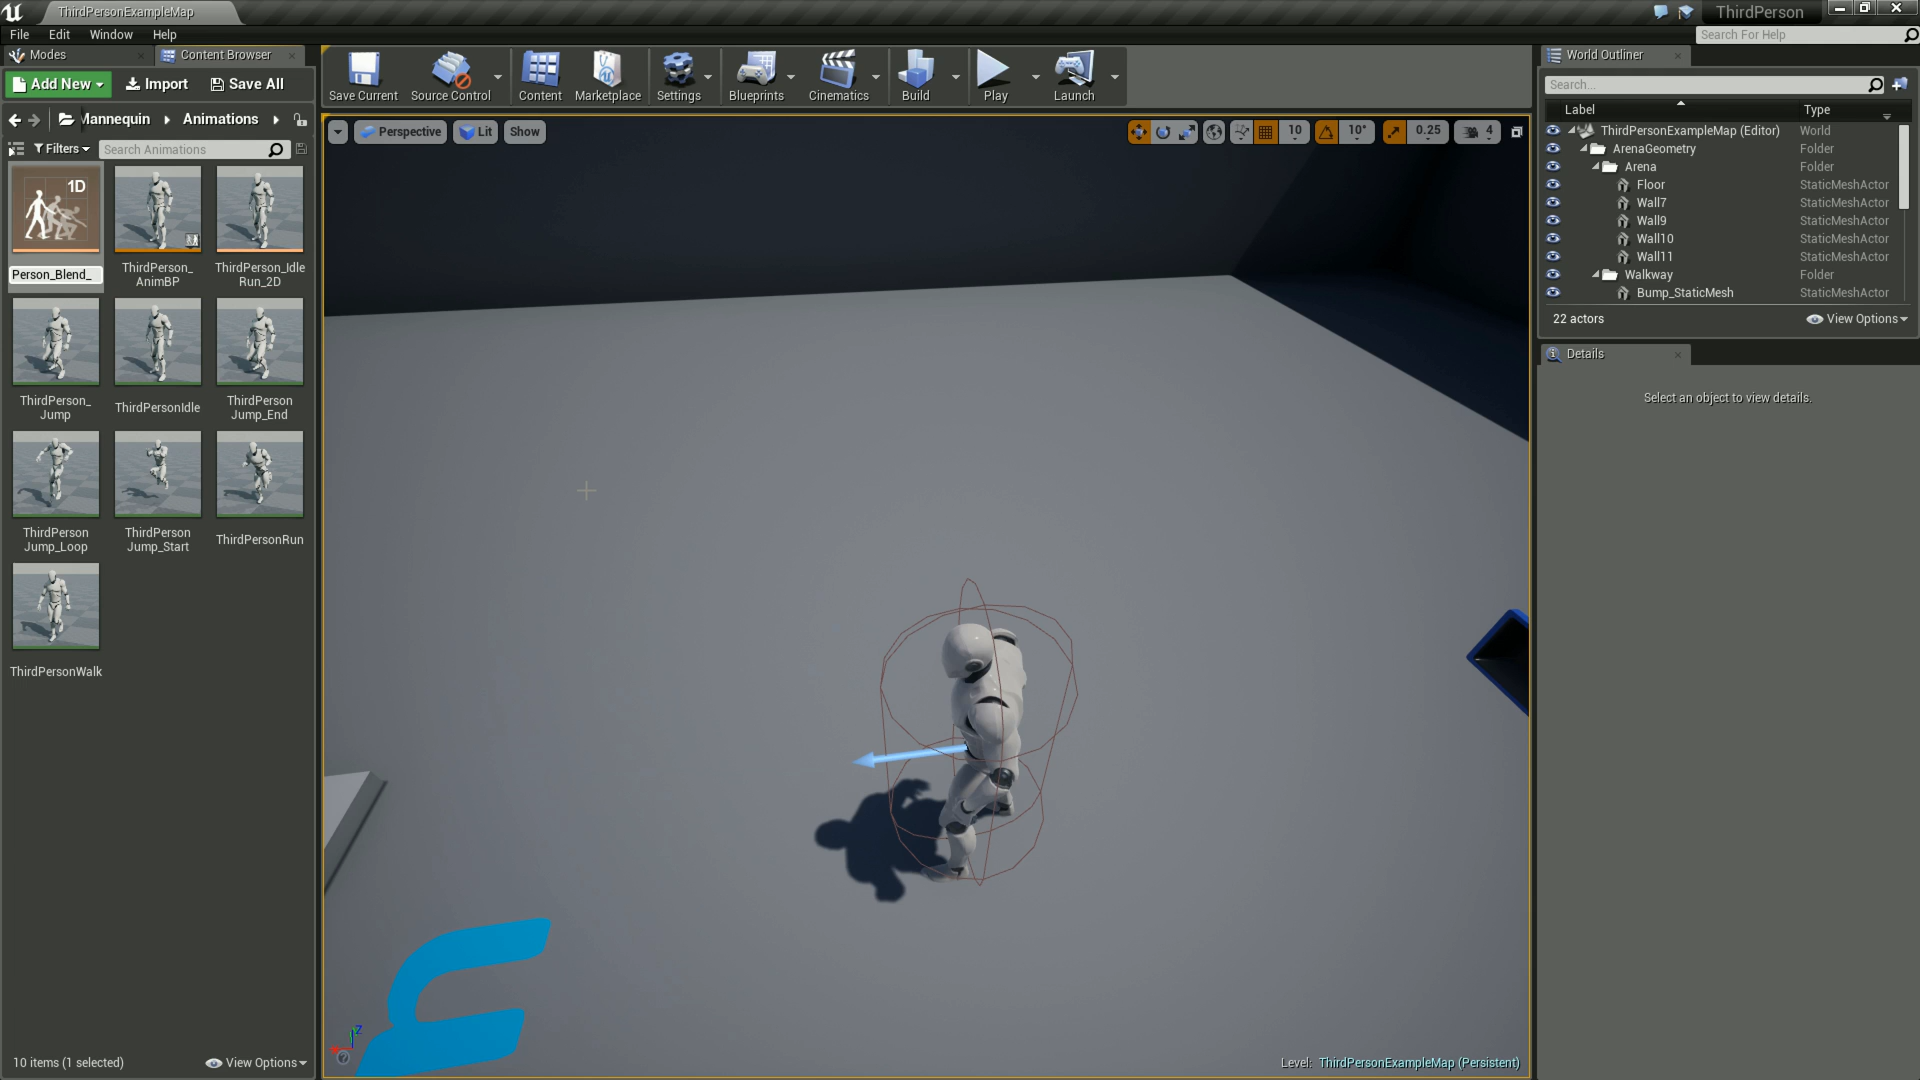 ThirdPersonExampleMap
ThirdPerson
File Edit Window Help
Search For Help
Modes
Content Browser
Add New
Import
Save All
Save Current
Source Control
Content
Marketplace
Settings
Blueprints
Cinematics
Build
Play
Launch
Mannequin
Animations
Filters
Search Animations
1D
Person_Blend_
ThirdPerson_
AnimBP
ThirdPerson_Idle
Run_2D
ThirdPerson_
Jump
ThirdPersonIdle
ThirdPerson
Jump_End
ThirdPerson
Jump_Loop
ThirdPerson
Jump_Start
ThirdPersonRun
ThirdPersonWalk
10 items (1 selected)
View Options
Perspective
Lit
Show
10
10°
0.25
4
Z
Level: ThirdPersonExampleMap (Persistent)
World Outliner
Search...
Label Type
ThirdPersonExampleMap (Editor) World
ArenaGeometry Folder
Arena Folder
Floor StaticMeshActor
Wall7 StaticMeshActor
Wall9 StaticMeshActor
Wall10 StaticMeshActor
Wall11 StaticMeshActor
Walkway Folder
Bump_StaticMesh StaticMeshActor
22 actors
View Options
Details
Select an object to view details.